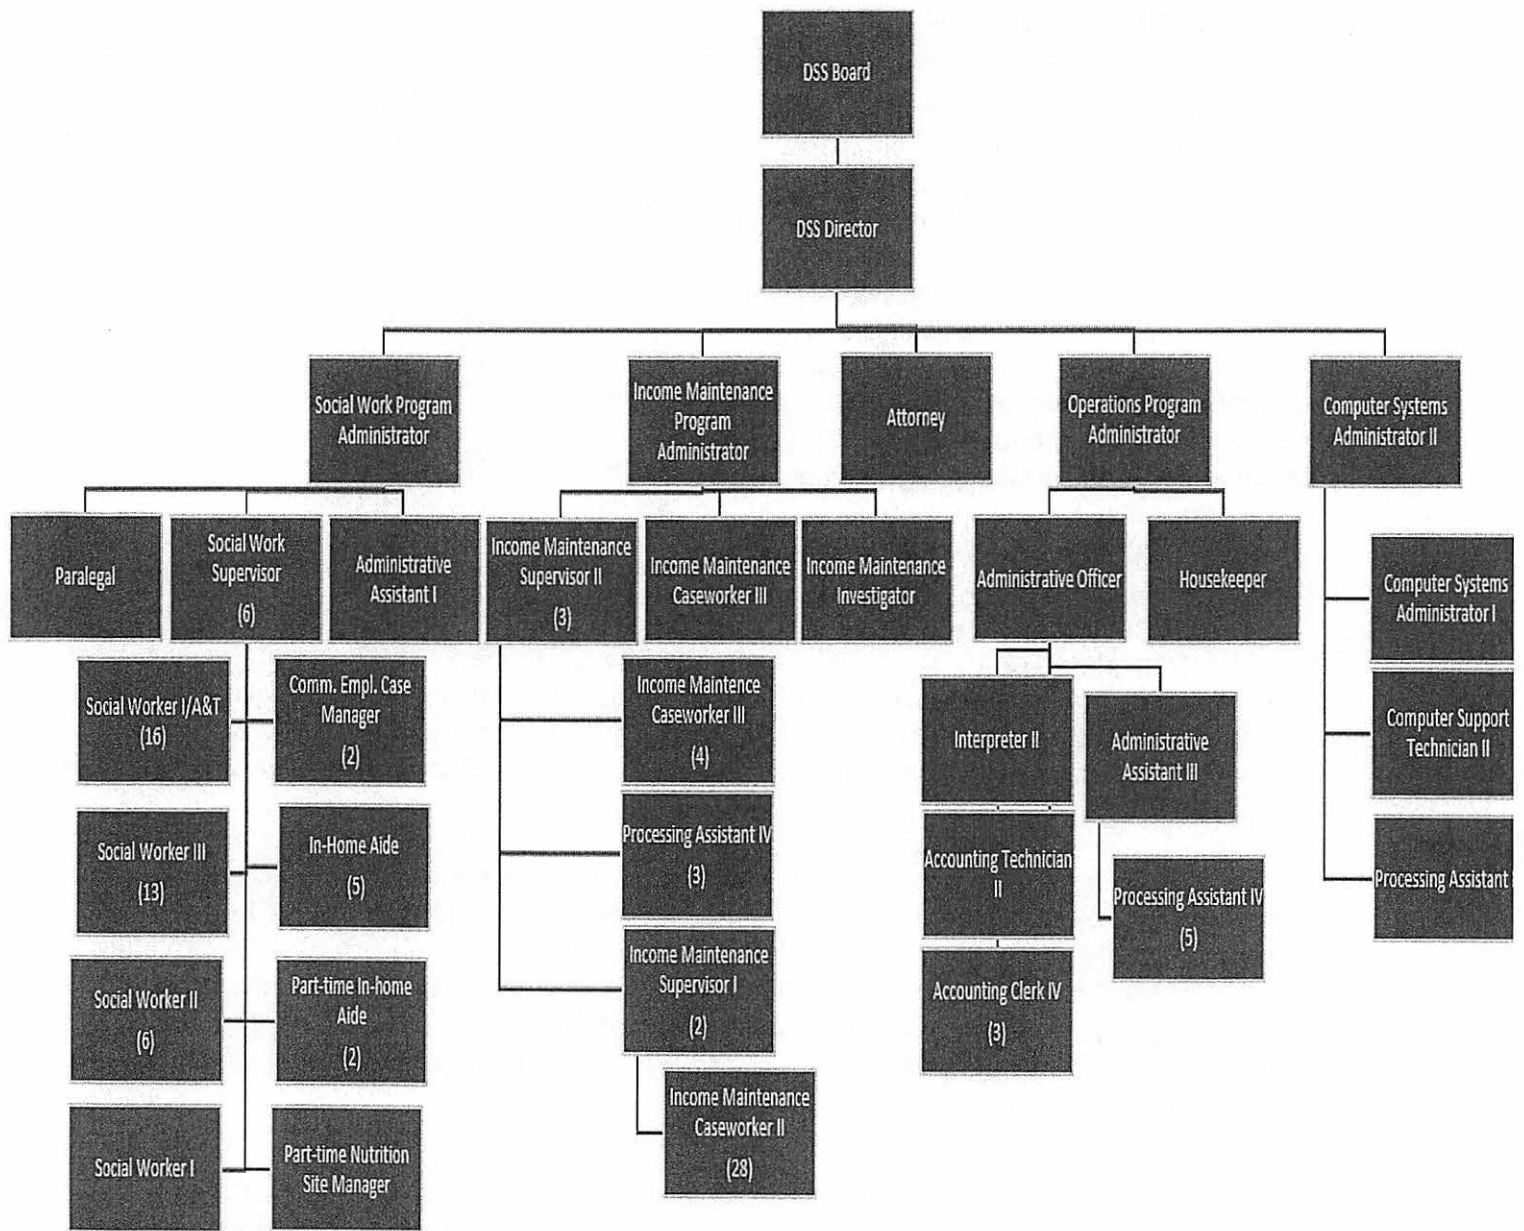 DSS Board
DSS Director
Social Work Program
Administrator
Income Maintenance
Program
Administrator
Attorney
Operations Program
Administrator
Computer Systems
Administrator II
Paralegal
Social Work
Supervisor
(6)
Administrative
Assistant I
Income Maintenance
Supervisor II
(3)
Income Maintenance
Caseworker III
Income Maintenance
Investigator
Administrative Officer
Housekeeper
Computer Systems
Administrator I
Social Worker I/A&T
(16)
Comm. Empl. Case
Manager
(2)
Income Maintence
Caseworker III
(4)
Interpreter II
Administrative
Assistant III
Computer Support
Technician II
Social Worker III
(13)
In-Home Aide
(5)
Processing Assistant IV
(3)
Accounting Technician
II
Processing Assistant IV
(5)
Processing Assistant
Social Worker II
(6)
Part-time In-home
Aide
(2)
Income Maintenance
Supervisor I
(2)
Accounting Clerk IV
(3)
Social Worker I
Part-time Nutrition
Site Manager
Income Maintenance
Caseworker II
(28)